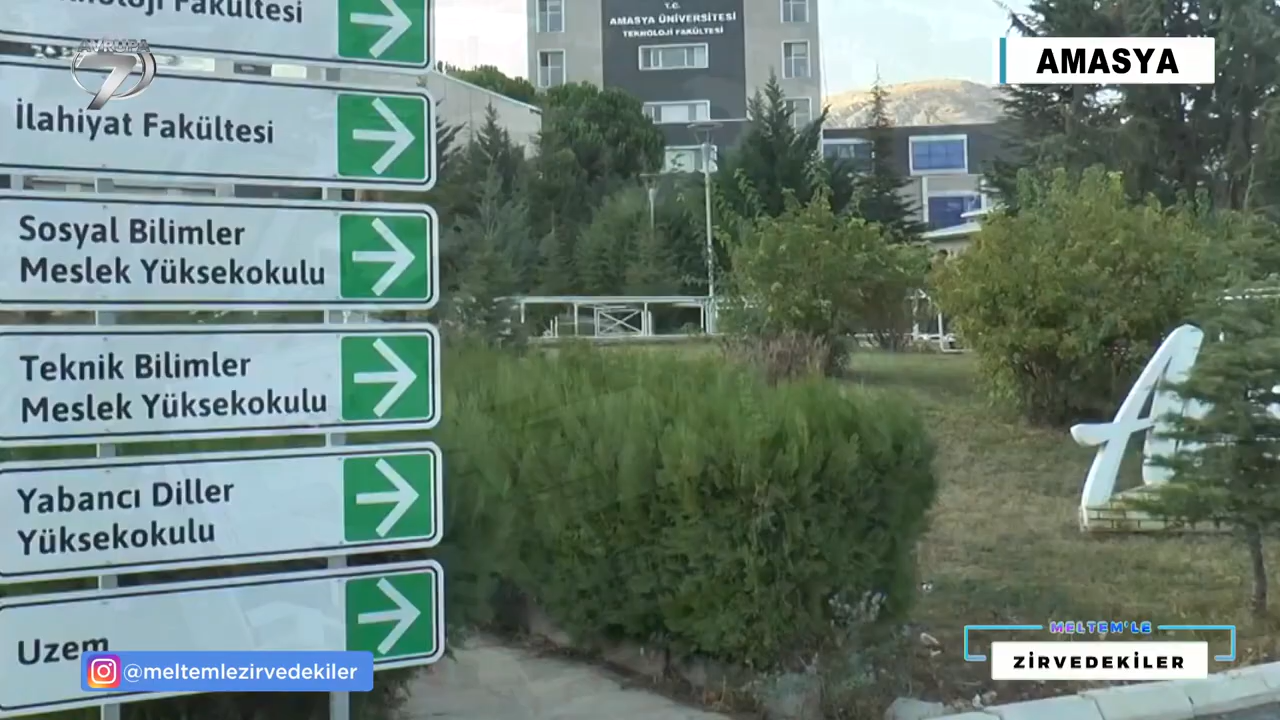 Teknoloji Fakültesi
İlahiyat Fakültesi
Sosyal Bilimler
Meslek Yüksekokulu
Teknik Bilimler
Meslek Yüksekokulu
Yabancı Diller
Yüksekokulu
Uzem
AVRUPA
7
@meltemlezirvedekiler
T.C.
AMASYA ÜNİVERSİTESİ
TEKNOLOJİ FAKÜLTESİ
AMASYA
A
MELTEM'LE
ZİRVEDEKİLER